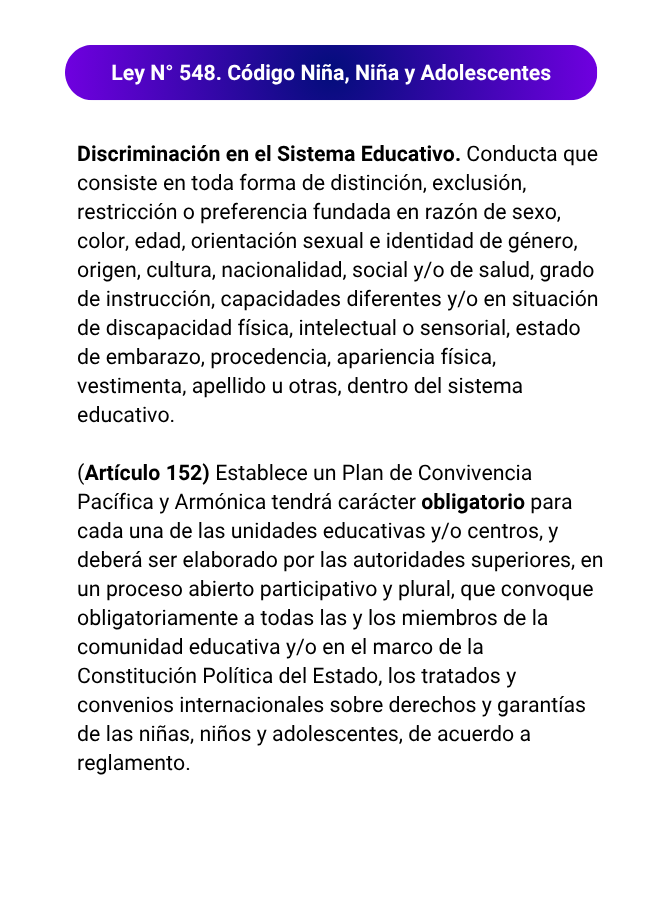 Ley N° 548. Código Niña, Niña y Adolescentes
Discriminación en el Sistema Educativo. Conducta que
consiste en toda forma de distinción, exclusión,
restricción o preferencia fundada en razón de sexo,
color, edad, orientación sexual e identidad de género,
origen, cultura, nacionalidad, social y/o de salud, grado
de instrucción, capacidades diferentes y/o en situación
de discapacidad física, intelectual o sensorial, estado
de embarazo, procedencia, apariencia física,
vestimenta, apellido u otras, dentro del sistema
educativo.
(Artículo 152) Establece un Plan de Convivencia
Pacífica y Armónica tendrá carácter obligatorio para
cada una de las unidades educativas y/o centros, y
deberá ser elaborado por las autoridades superiores, en
un proceso abierto participativo y plural, que convoque
obligatoriamente a todas las y los miembros de la
comunidad educativa y/o en el marco de la
Constitución Política del Estado, los tratados y
convenios internacionales sobre derechos y garantías
de las niñas, niños y adolescentes, de acuerdo a
reglamento.